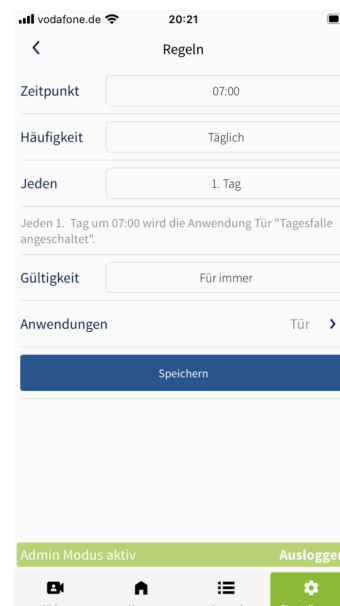 vodafone.de 20:21
Regeln
Zeitpunkt 07:00
Häufigkeit Täglich
Jeden 1. Tag
Jeden 1. Tag um 07:00 wird die Anwendung Tür "Tagesfalle
angeschaltet".
Gültigkeit Für immer
Anwendungen Tür
Speichern
Admin Modus aktiv Auslogge